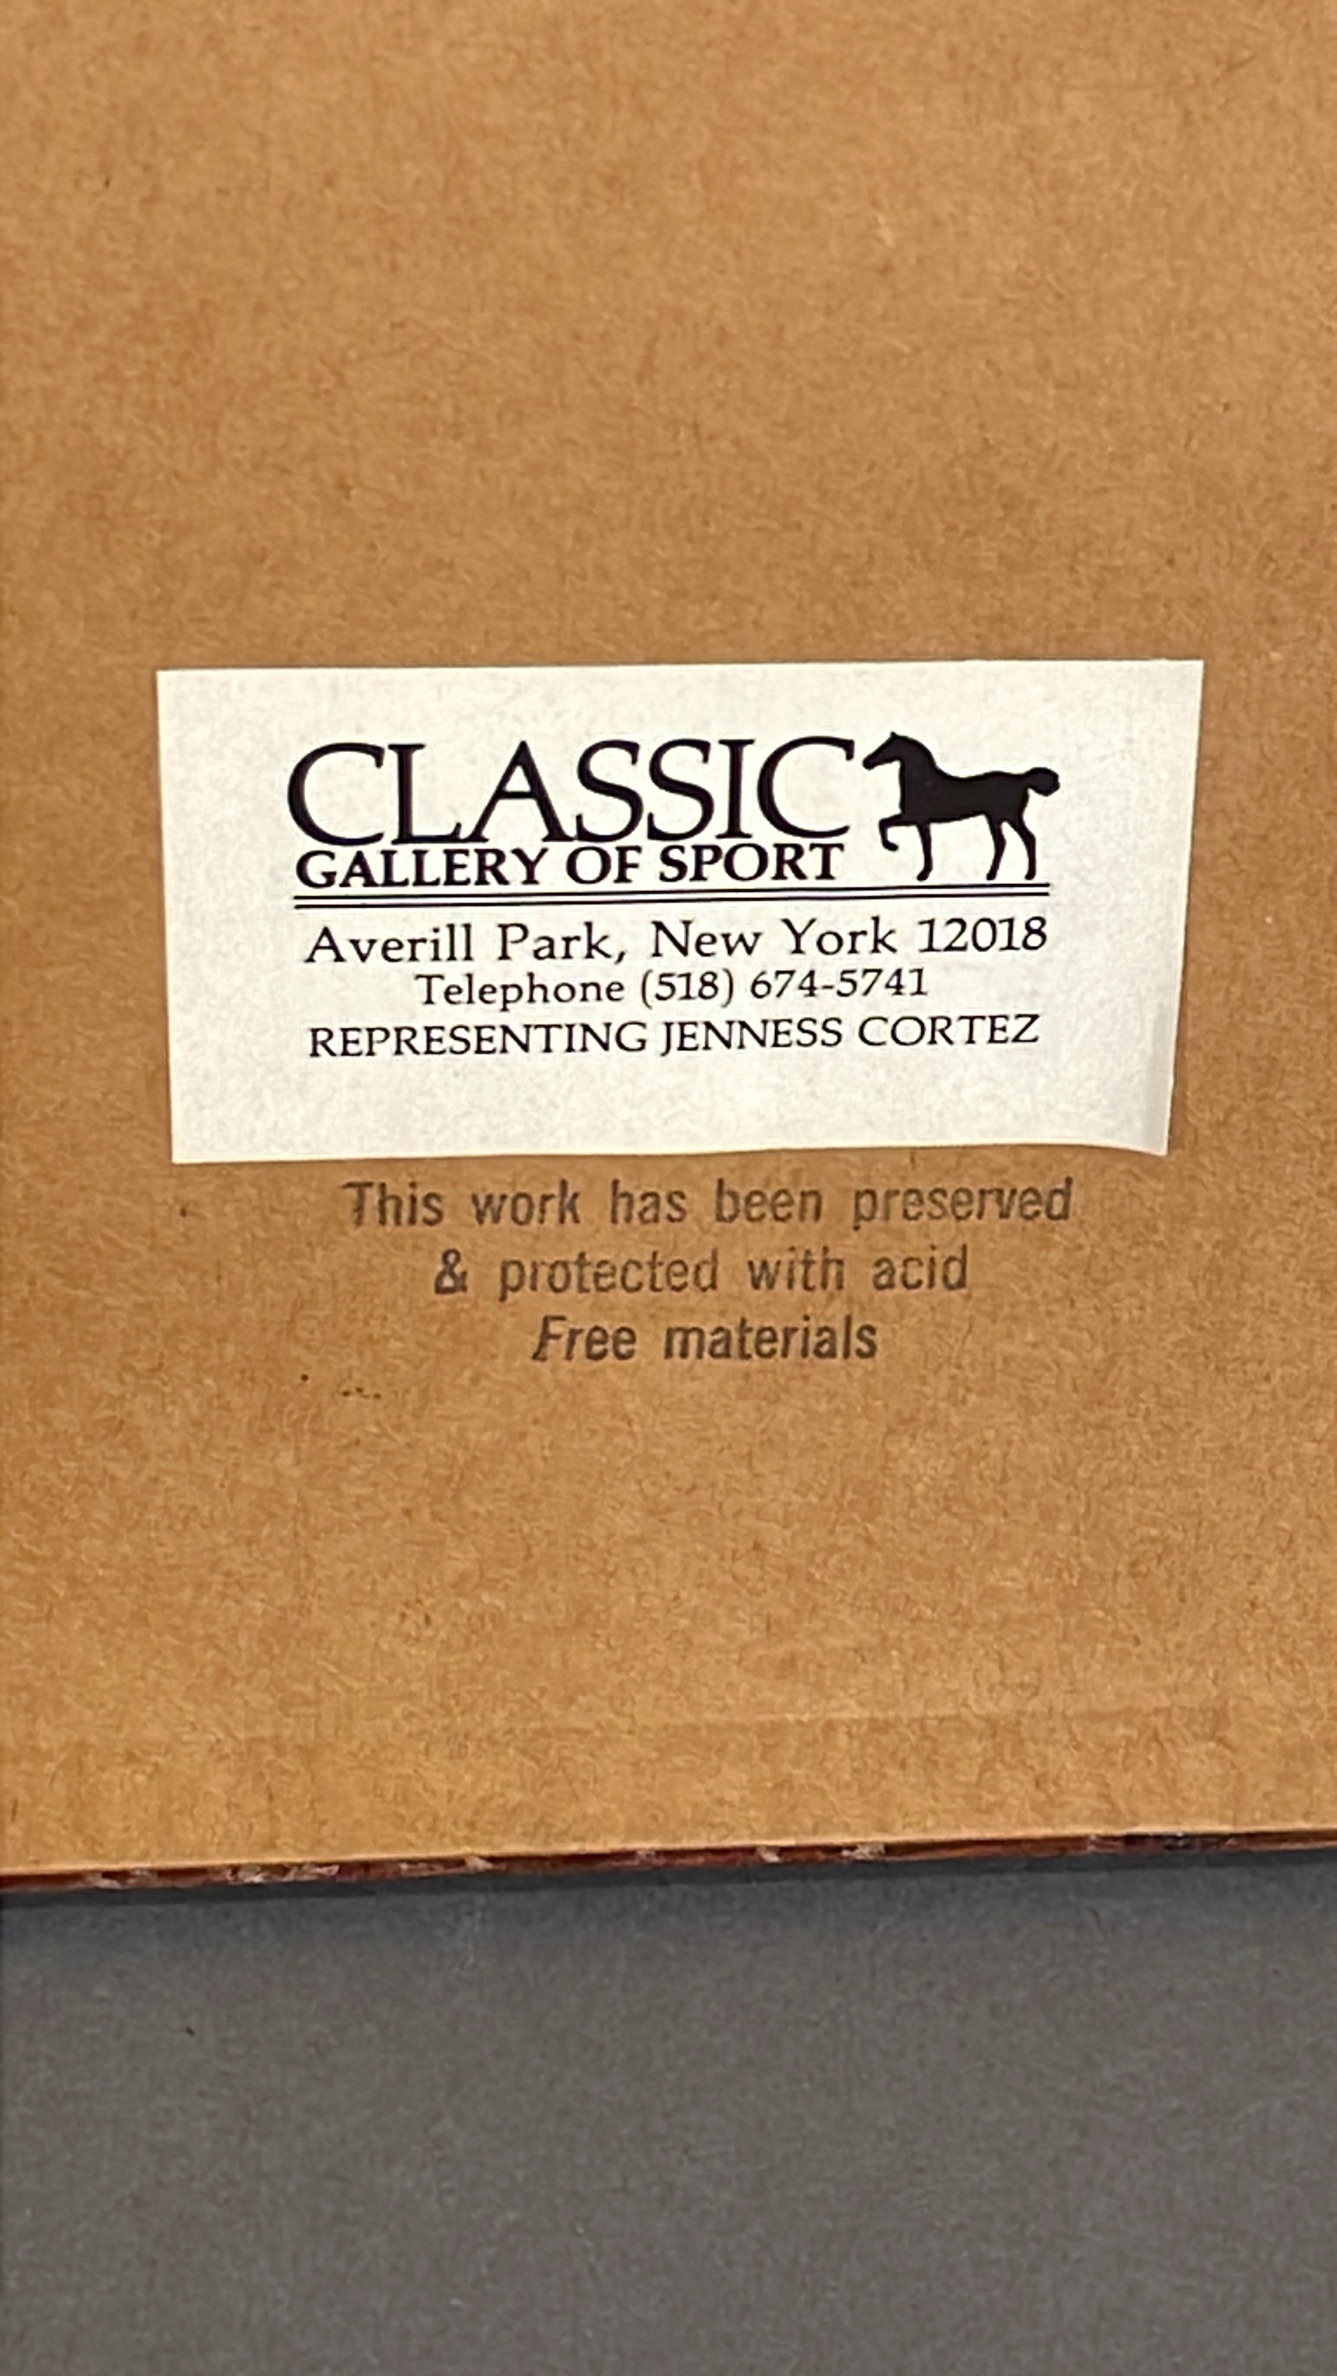 CLASSIC
GALLERY OF SPORT
Averill Park, New York 12018
Telephone (518) 674-5741
REPRESENTING JENNESS CORTEZ
This work has been preserved
& protected with acid
Free materials